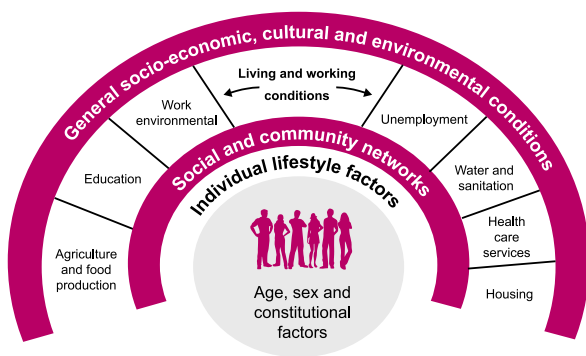 General socio-economic, cultural and environmental conditions
Living and working
conditions
Work
environmental
Unemployment
Education
Water and
sanitation
Agriculture
and food
production
Health
care
services
Housing
Social and community networks
Individual lifestyle factors
Age, sex and
constitutional
factors